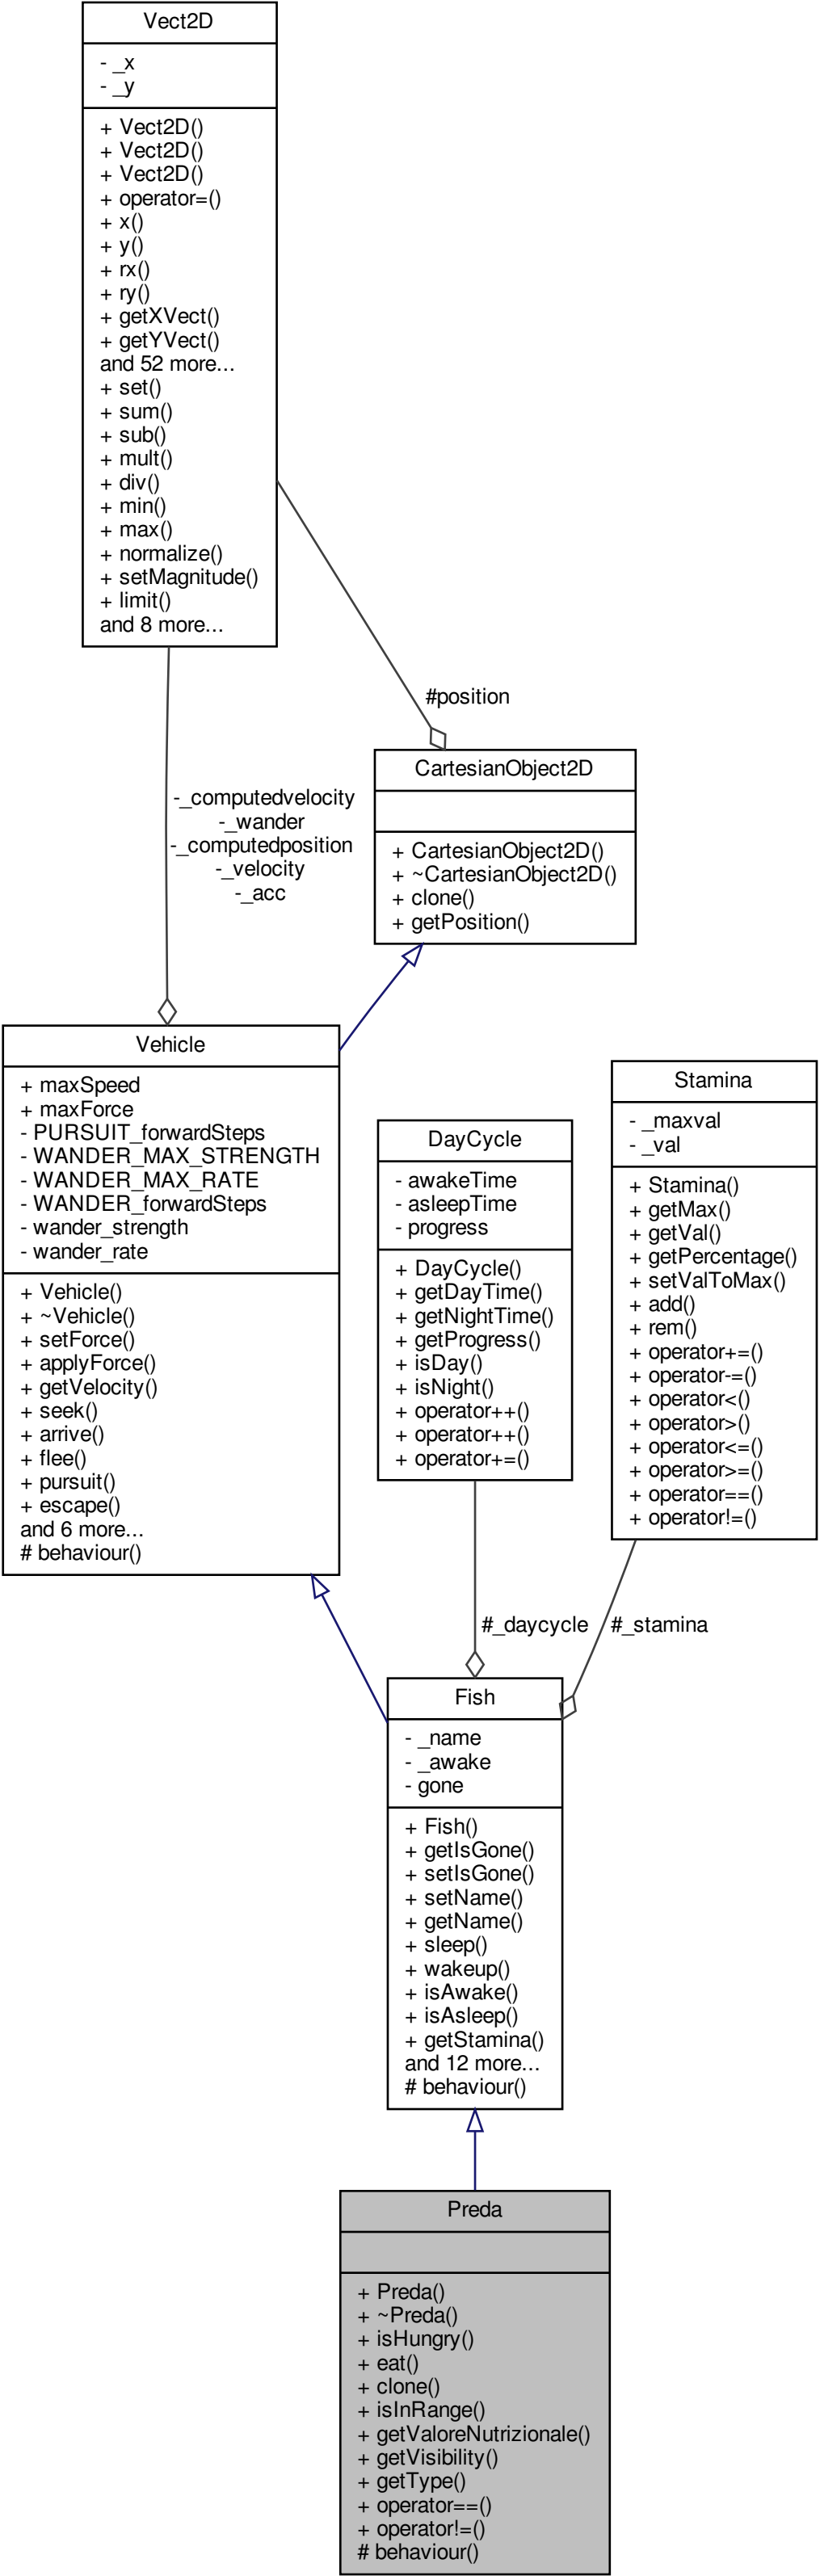 Vect2D
- _x
- _y
+ Vect2D()
+ Vect2D()
+ Vect2D()
+ operator=()
+ x()
+ y()
+ rx()
+ ry()
+ getXVect()
+ getYVect()
and 52 more...
+ set()
+ sum()
+ sub()
+ mult()
+ div()
+ min()
+ max()
+ normalize()
+ setMagnitude()
+ limit()
and 8 more...
#position
CartesianObject2D
+ CartesianObject2D()
+ ~CartesianObject2D()
+ clone()
+ getPosition()
-_computedvelocity
-_wander
-_computedposition
-_velocity
-_acc
Vehicle
+ maxSpeed
+ maxForce
- PURSUIT_forwardSteps
- WANDER_MAX_STRENGTH
- WANDER_MAX_RATE
- WANDER_forwardSteps
- wander_strength
- wander_rate
+ Vehicle()
+ ~Vehicle()
+ setForce()
+ applyForce()
+ getVelocity()
+ seek()
+ arrive()
+ flee()
+ pursuit()
+ escape()
and 6 more...
# behaviour()
DayCycle
- awakeTime
- asleepTime
- progress
+ DayCycle()
+ getDayTime()
+ getNightTime()
+ getProgress()
+ isDay()
+ isNight()
+ operator++()
+ operator++()
+ operator+=()
Stamina
- _maxval
- _val
+ Stamina()
+ getMax()
+ getVal()
+ getPercentage()
+ setValToMax()
+ add()
+ rem()
+ operator+=()
+ operator-=()
+ operator<()
+ operator>()
+ operator<=()
+ operator>=()
+ operator==()
+ operator!=()
#_daycycle
#_stamina
Fish
- _name
- _awake
- gone
+ Fish()
+ getIsGone()
+ setIsGone()
+ setName()
+ getName()
+ sleep()
+ wakeup()
+ isAwake()
+ isAsleep()
+ getStamina()
and 12 more...
# behaviour()
Preda
+ Preda()
+ ~Preda()
+ isHungry()
+ eat()
+ clone()
+ isInRange()
+ getValoreNutrizionale()
+ getVisibility()
+ getType()
+ operator==()
+ operator!=()
# behaviour()